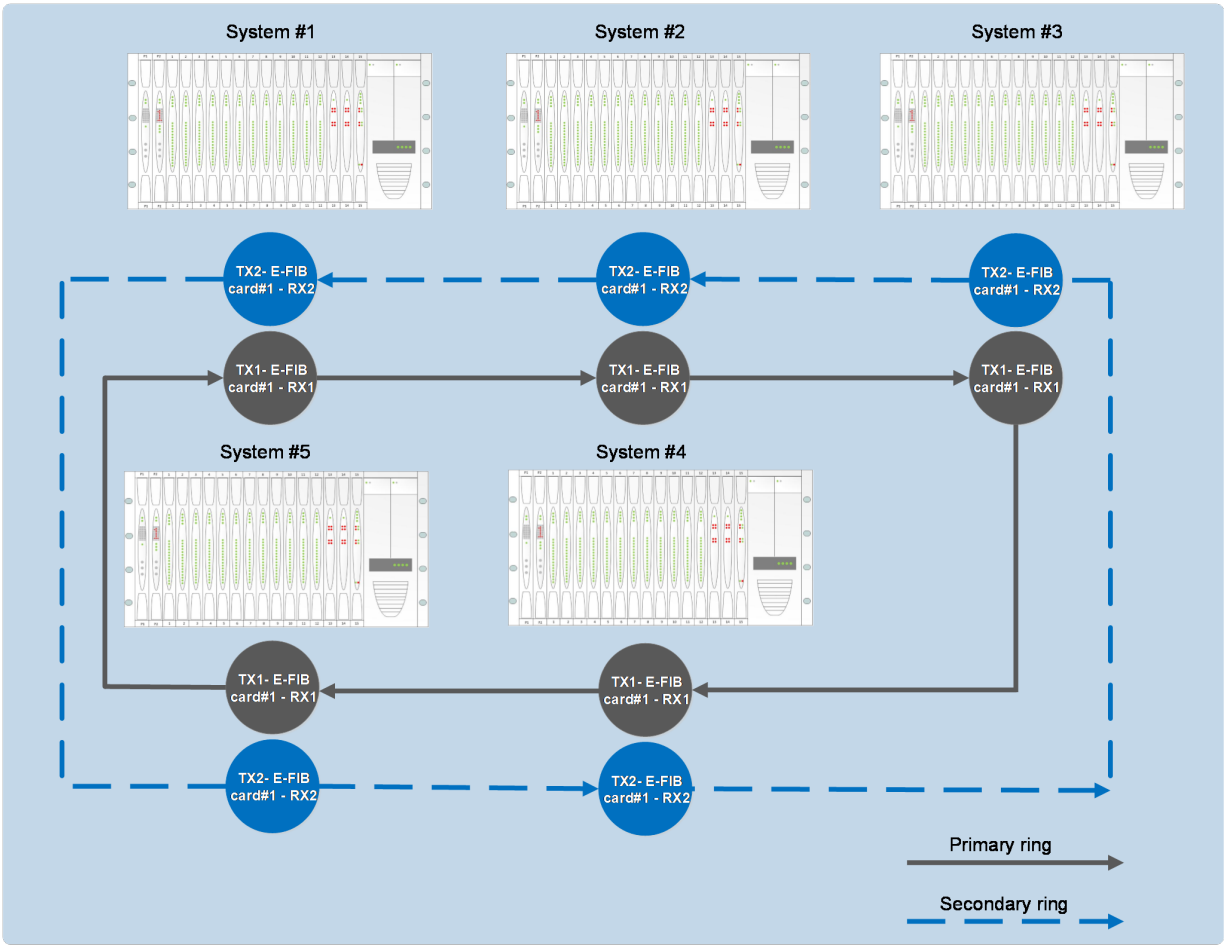 System #1
System #2
System #3
TX2- E-FIB
card#1 - RX2
TX2- E-FIB
card#1 - RX2
TX2- E-FIB
card#1 - RX2
TX1- E-FIB
card#1 - RX1
TX1- E-FIB
card#1 - RX1
TX1- E-FIB
card#1 - RX1
System #5
System #4
TX1- E-FIB
card#1 - RX1
TX1- E-FIB
card#1 - RX1
TX2- E-FIB
card#1 - RX2
TX2- E-FIB
card#1 - RX2
Primary ring
Secondary ring